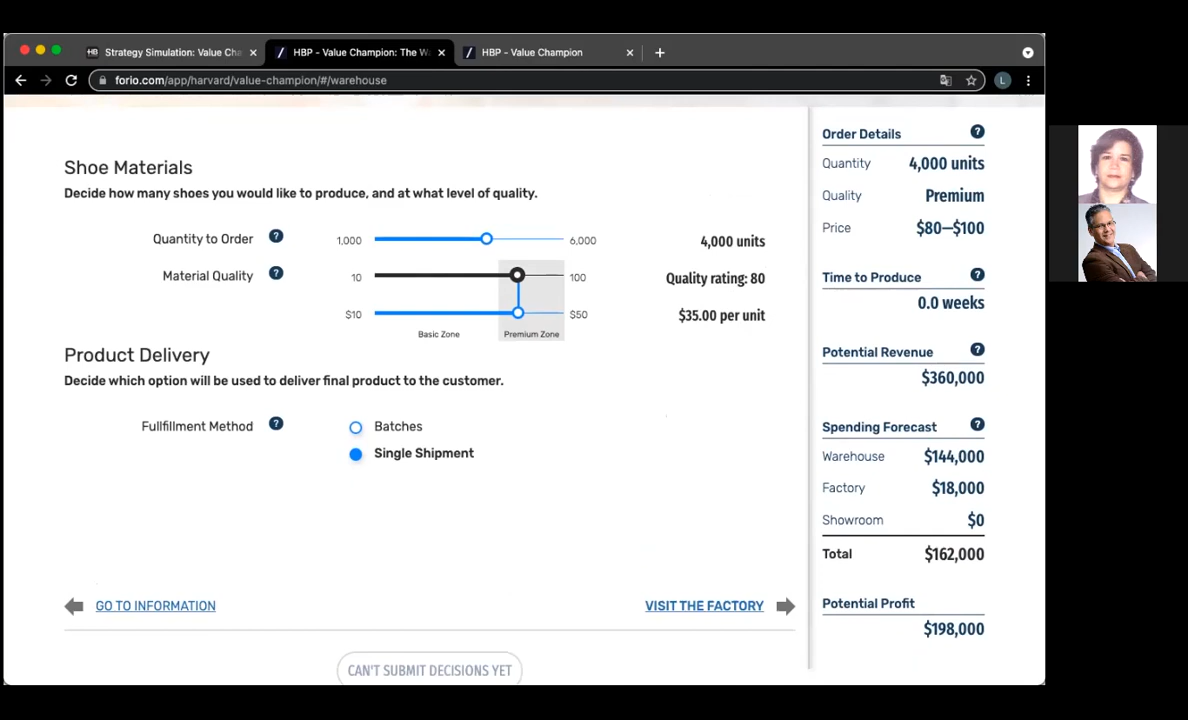 Strategy Simulation: Value Cha
HBP - Value Champion: The W
HBP - Value Champion
forio.com/app/harvard/value-champion/#/warehouse
L
Shoe Materials
Decide how many shoes you would like to produce, and at what level of quality.
Quantity to Order ? 1,000 6,000 4,000 units
Material Quality ? 10 100 Quality rating: 80
$10 $50 $35.00 per unit
Basic Zone Premium Zone
Product Delivery
Decide which option will be used to deliver final product to the customer.
Fullfillment Method ? Batches
Single Shipment
GO TO INFORMATION
VISIT THE FACTORY
CAN'T SUBMIT DECISIONS YET
Order Details ?
Quantity 4,000 units
Quality Premium
Price $80—$100
Time to Produce ?
0.0 weeks
Potential Revenue ?
$360,000
Spending Forecast ?
Warehouse $144,000
Factory $18,000
Showroom $0
Total $162,000
Potential Profit
$198,000